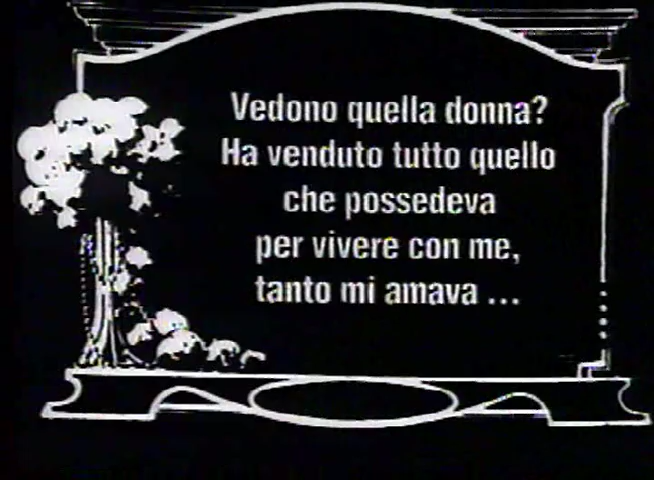 Vedono quella donna?
Ha venduto tutto quello
che possedeva
per vivere con me,
tanto mi amava ...